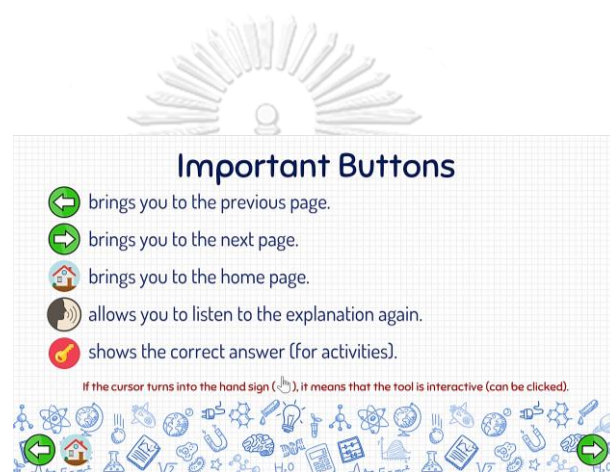 Important Buttons
brings you to the previous page.
brings you to the next page.
brings you to the home page.
allows you to listen to the explanation again.
shows the correct answer (for activities).
If the cursor turns into the hand sign ( ), it means that the tool is interactive (can be clicked).
H₂O